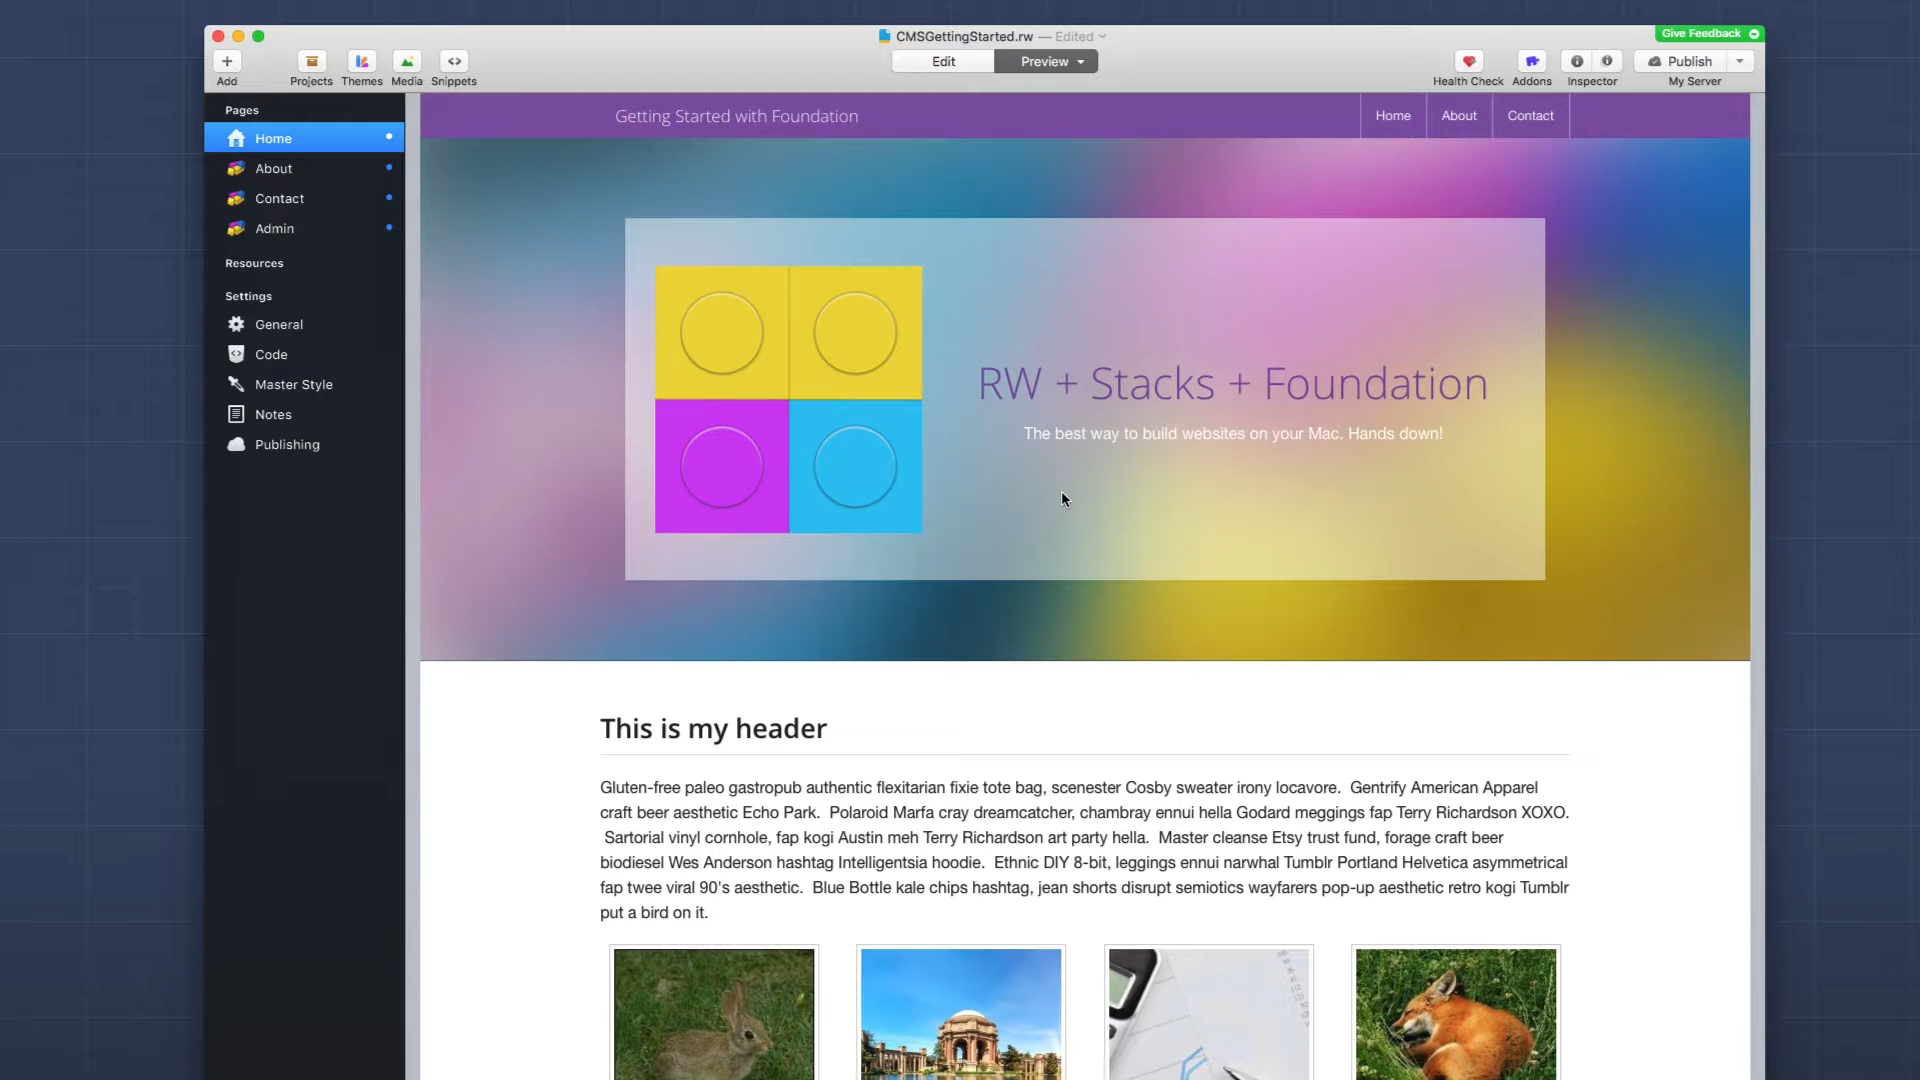 CMSGettingStarted.rw — Edited
Give Feedback
Edit
Preview
Add
Projects
Themes
Media
Snippets
Health Check
Addons
Inspector
Publish
My Server
Pages
Home
About
Contact
Admin
Resources
Settings
General
Code
Master Style
Notes
Publishing
Getting Started with Foundation
Home
About
Contact
RW + Stacks + Foundation
The best way to build websites on your Mac. Hands down!
This is my header
Gluten-free paleo gastropub authentic flexitarian fixie tote bag, scenester Cosby sweater irony locavore. Gentrify American Apparel
craft beer aesthetic Echo Park. Polaroid Marfa cray dreamcatcher, chambray ennui hella Godard meggings fap Terry Richardson XOXO.
Sartorial vinyl cornhole, fap kogi Austin meh Terry Richardson art party hella. Master cleanse Etsy trust fund, forage craft beer
biodiesel Wes Anderson hashtag Intelligentsia hoodie. Ethnic DIY 8-bit, leggings ennui narwhal Tumblr Portland Helvetica asymmetrical
fap twee viral 90's aesthetic. Blue Bottle kale chips hashtag, jean shorts disrupt semiotics wayfarers pop-up aesthetic retro kogi Tumblr
put a bird on it.